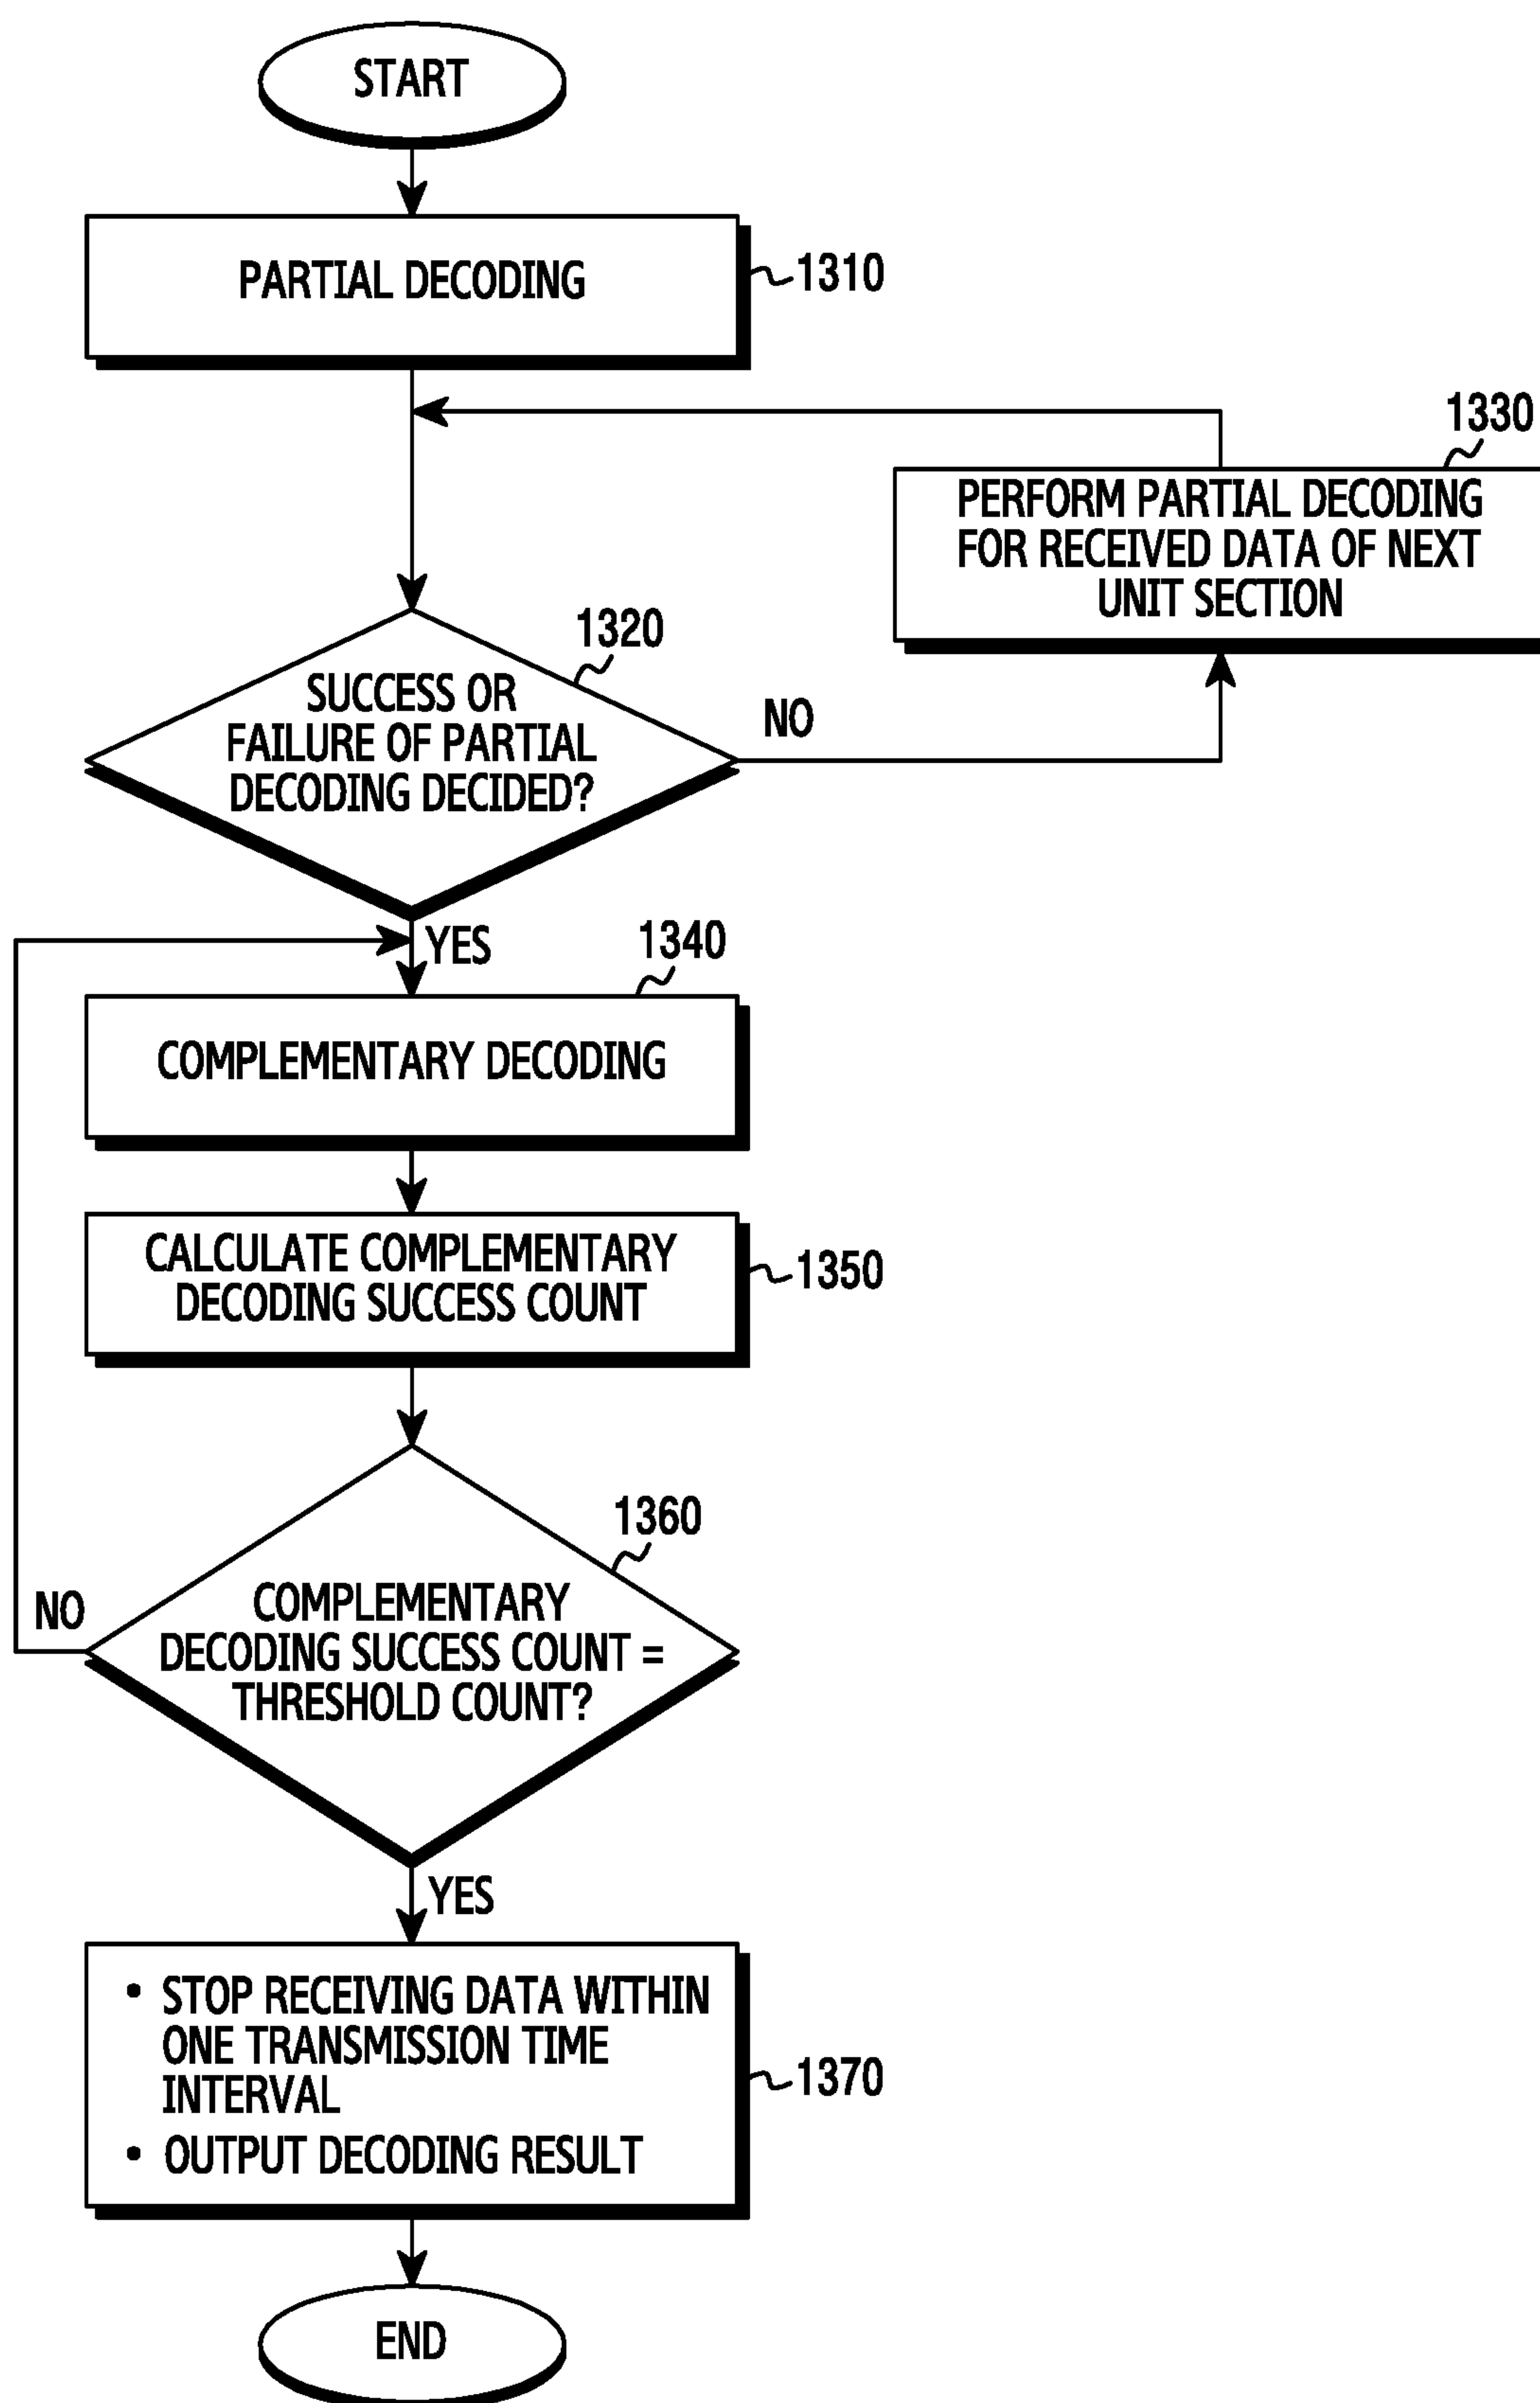 START
PARTIAL DECODING
1310
1330
PERFORM PARTIAL DECODING
FOR RECEIVED DATA OF NEXT
UNIT SECTION
1320
SUCCESS OR
FAILURE OF PARTIAL
DECODING DECIDED?
NO
YES
1340
COMPLEMENTARY DECODING
CALCULATE COMPLEMENTARY
DECODING SUCCESS COUNT
1350
1360
COMPLEMENTARY
DECODING SUCCESS COUNT =
THRESHOLD COUNT?
NO
YES
• STOP RECEIVING DATA WITHIN
ONE TRANSMISSION TIME
INTERVAL
• OUTPUT DECODING RESULT
1370
END